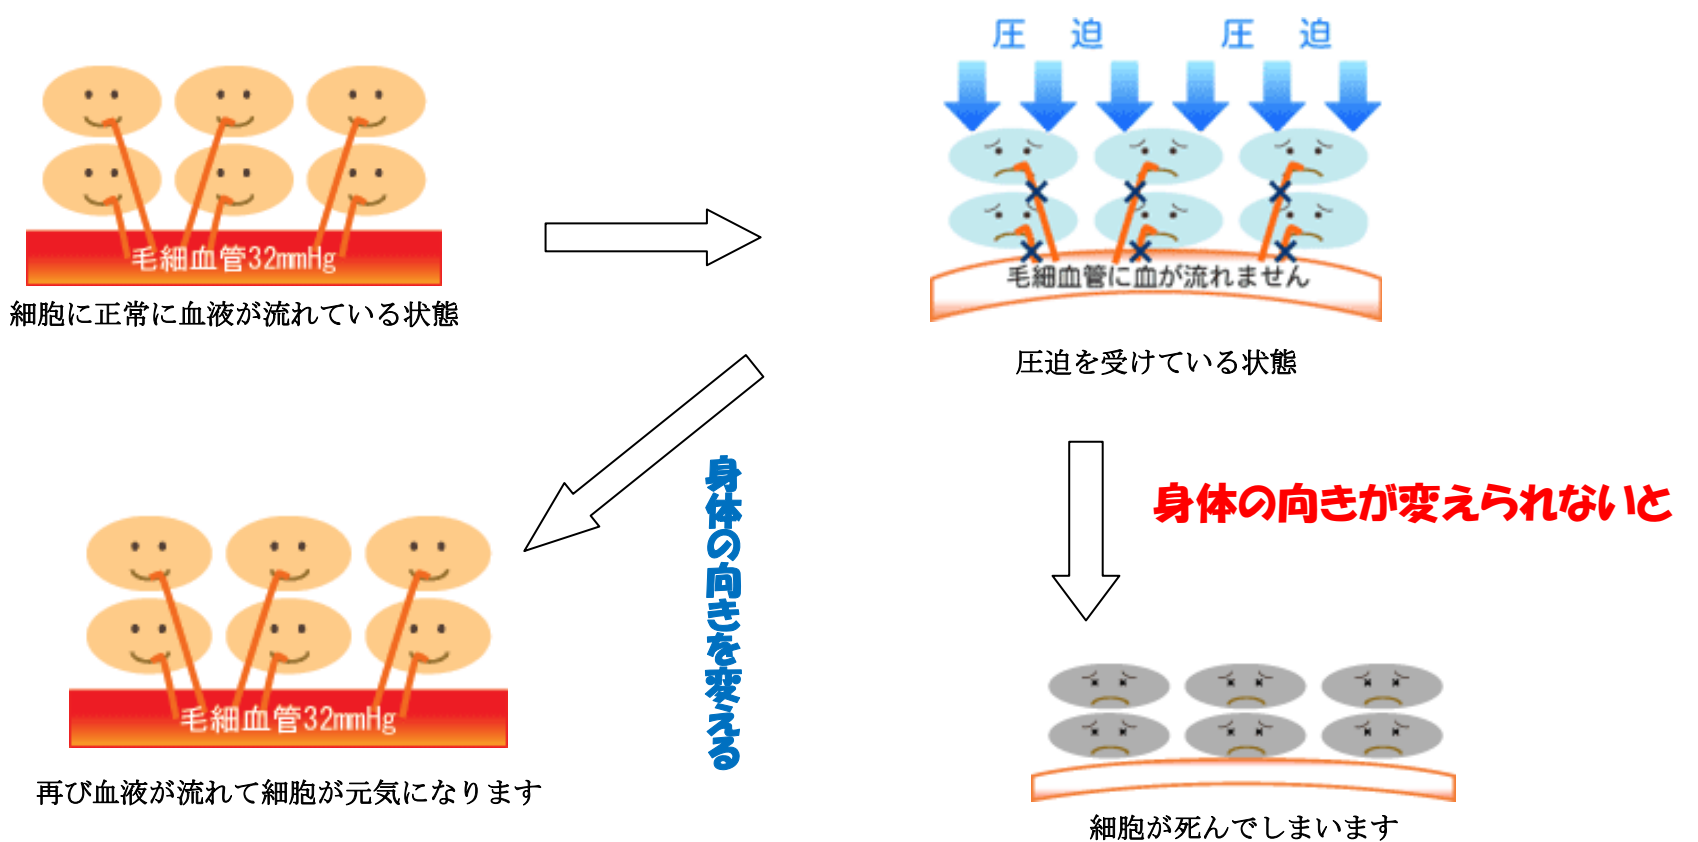 圧 迫 圧 迫
毛細血管32mmHg
細胞に正常に血液が流れている状態
毛細血管に血が流れません
圧迫を受けている状態
身体の向きを変える
身体の向きが変えられないと
毛細血管32mmHg
再び血液が流れて細胞が元気になります
細胞が死んでしまいます